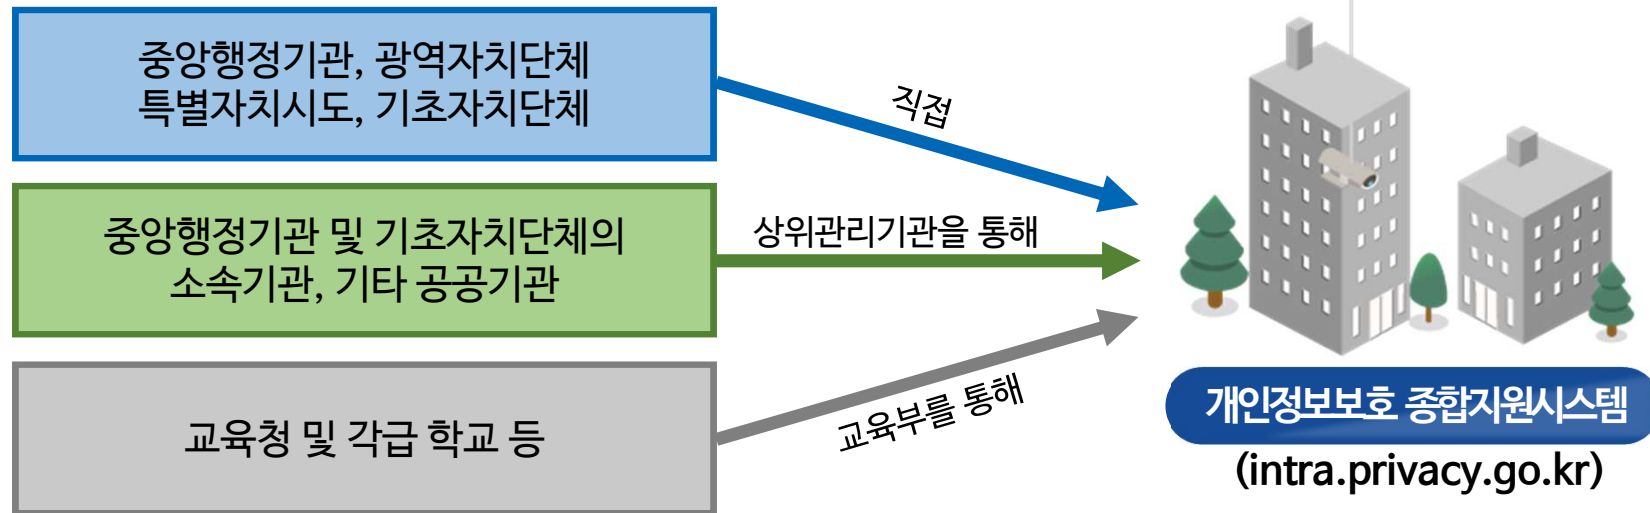 중앙행정기관, 광역자치단체
특별자치시도, 기초자치단체
직접
중앙행정기관 및 기초자치단체의
소속기관, 기타 공공기관
상위관리기관을 통해
교육청 및 각급 학교 등
교육부를 통해
개인정보보호 종합지원시스템
(intra.privacy.go.kr)